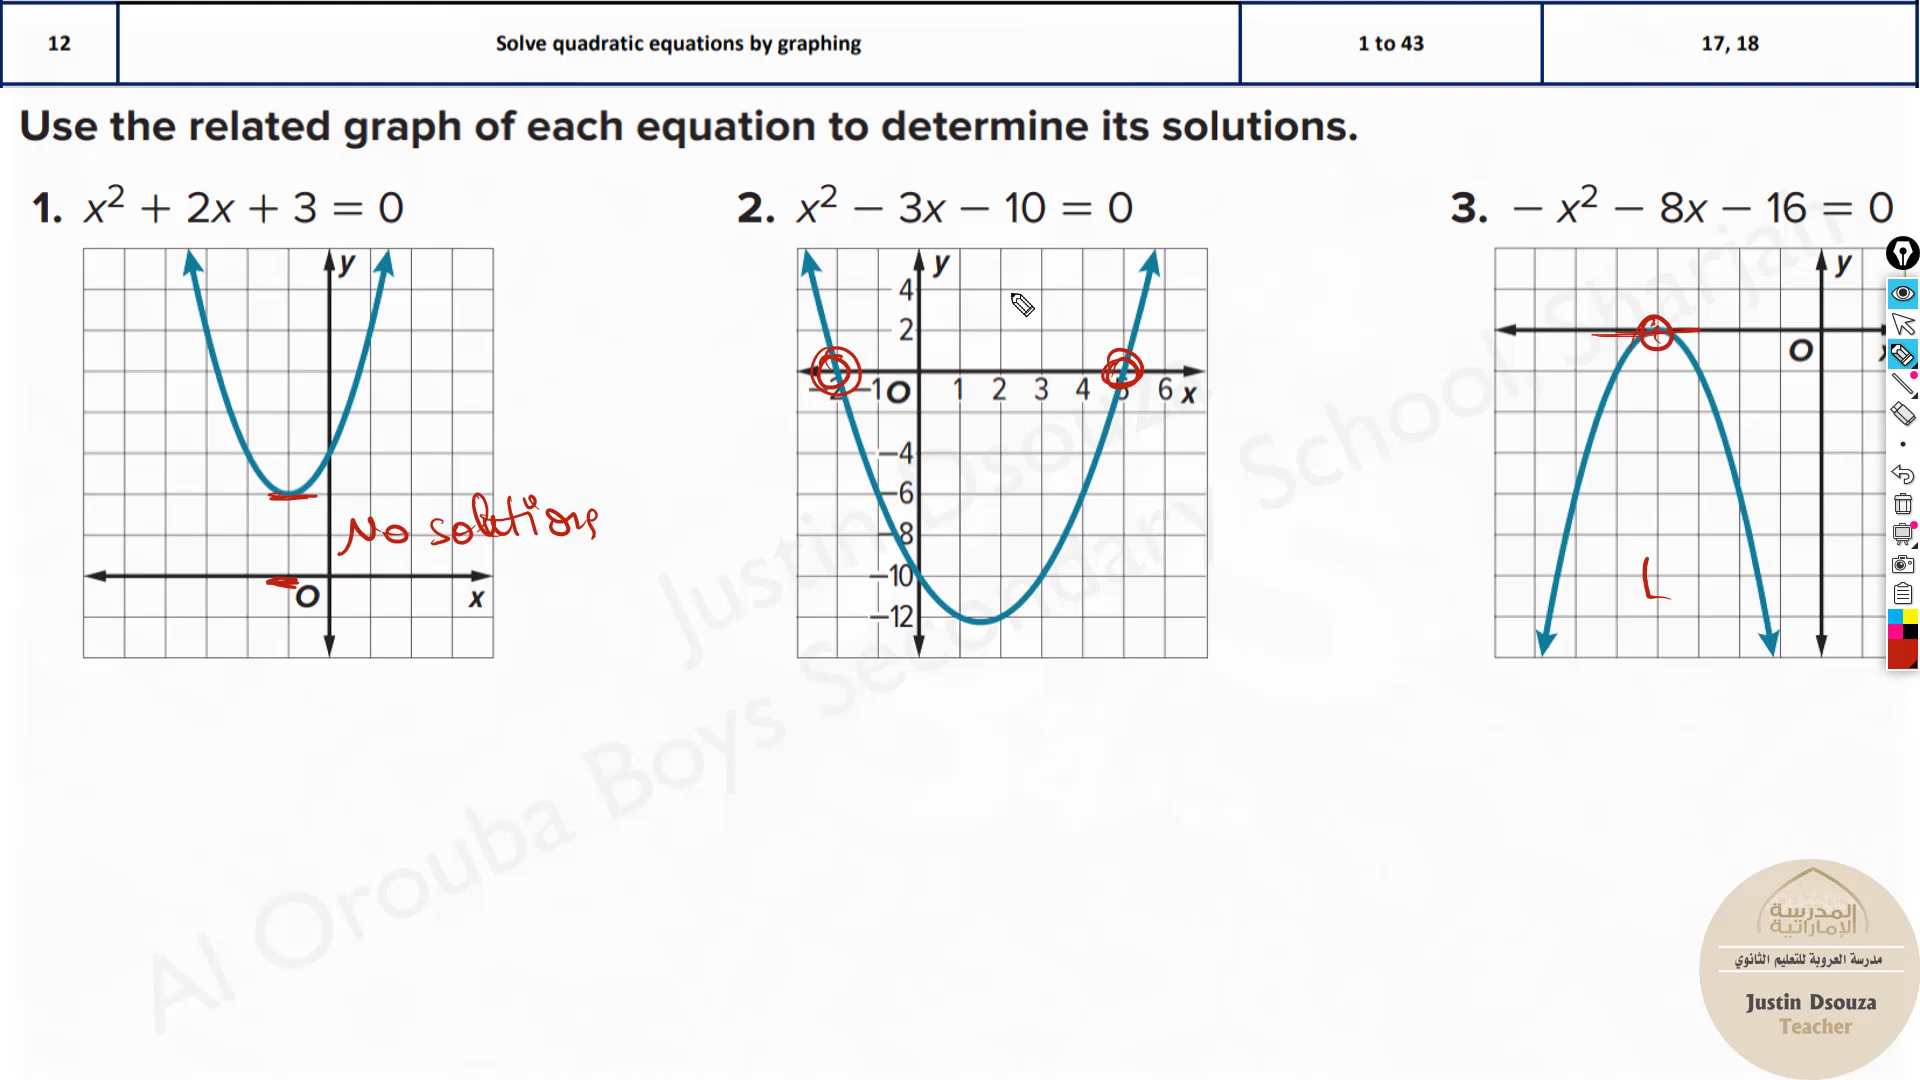 12
Solve quadratic equations by graphing
1 to 43
17, 18
Use the related graph of each equation to determine its solutions.
1. x² + 2x + 3 = 0
y
O
x
No solutions
2. x² − 3x − 10 = 0
y
4
2
−2 −1 O 1 2 3 4 5 6 x
−4
−6
−8
−10
−12
3. − x² − 8x − 16 = 0
y
O
Al Orouba Boys Secondary School Sharjah
Justin Dsouza
المدرسة
الإماراتية
مدرسة العروبة للتعليم الثانوي
Justin Dsouza
Teacher